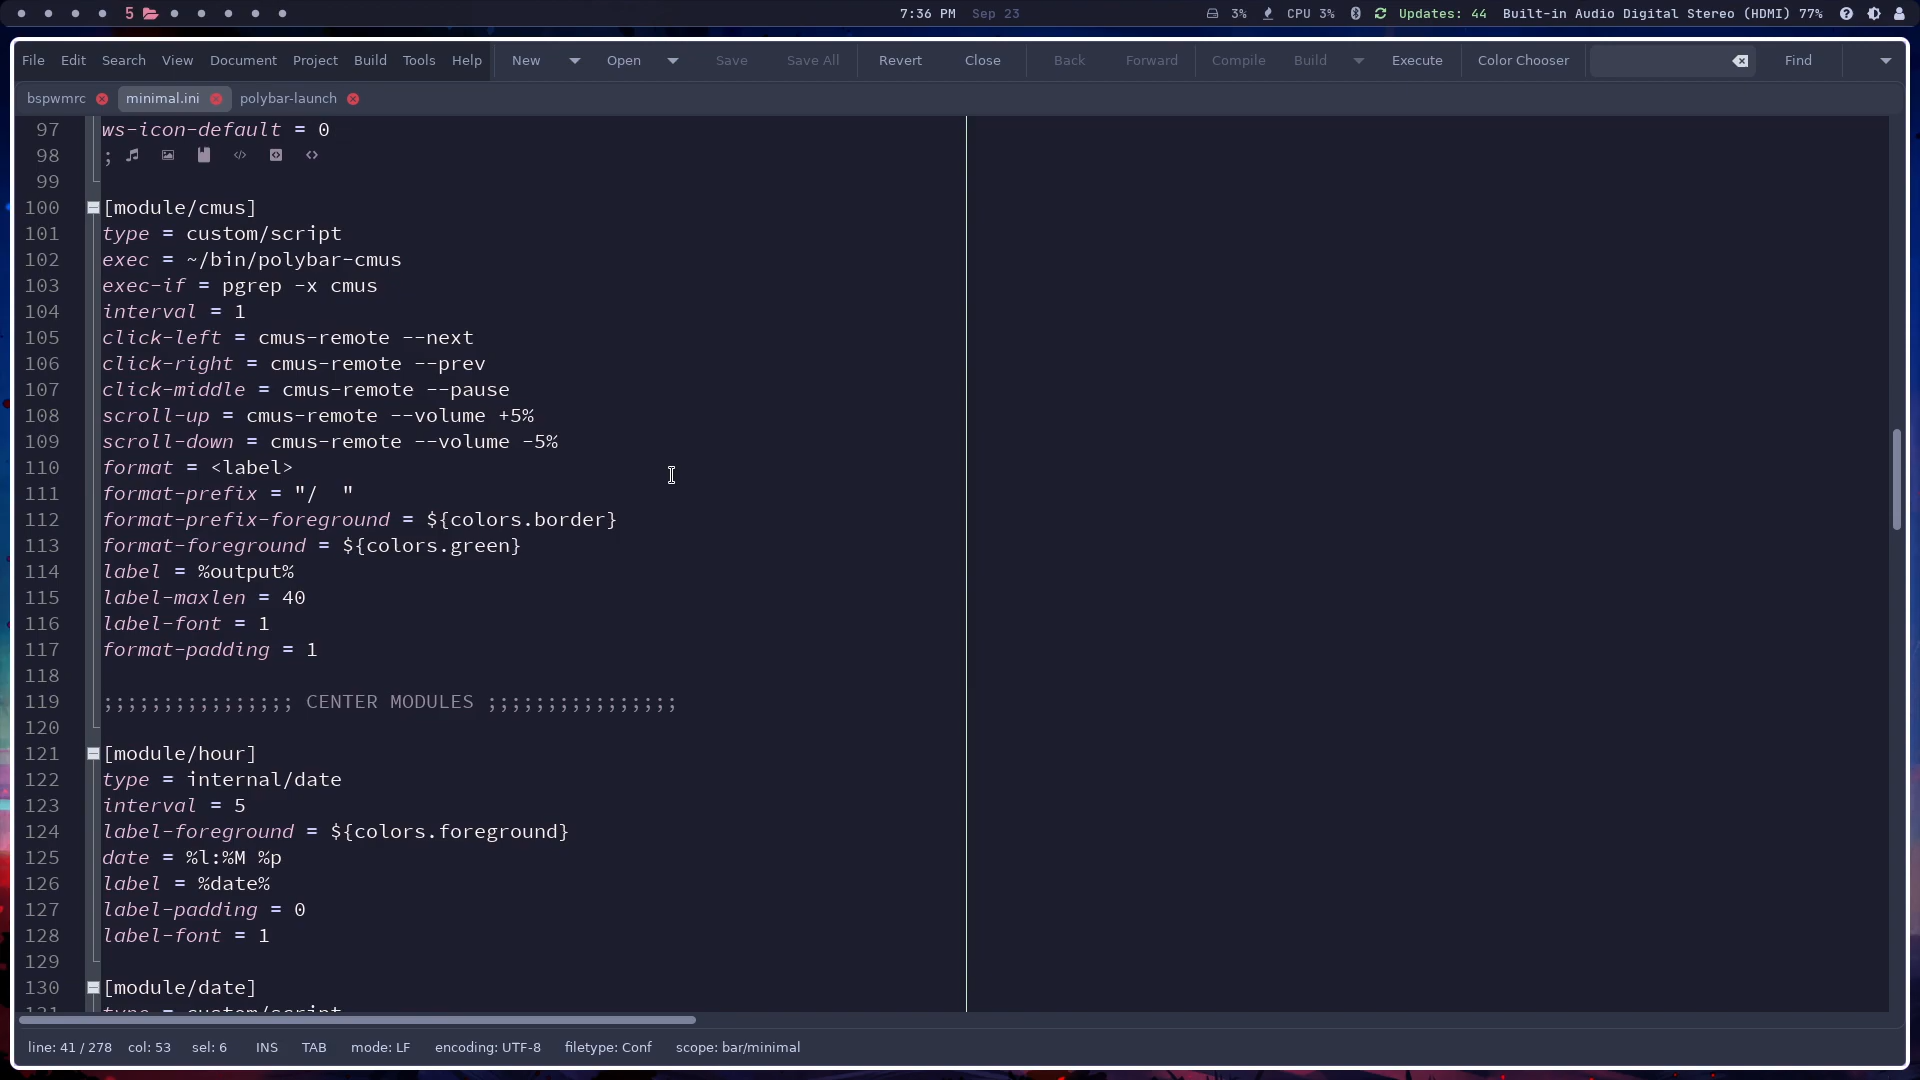 5 7:36 PM Sep 23 3% CPU 3% Updates: 44 Built-in Audio Digital Stereo (HDMI) 77%
File Edit Search View Document Project Build Tools Help New Open Save Save All Revert Close Back Forward Compile Build Execute Color Chooser Find
bspwmrc minimal.ini polybar-launch
97 ws-icon-default = 0
98 ;
99
100 [module/cmus]
101 type = custom/script
102 exec = ~/bin/polybar-cmus
103 exec-if = pgrep -x cmus
104 interval = 1
105 click-left = cmus-remote --next
106 click-right = cmus-remote --prev
107 click-middle = cmus-remote --pause
108 scroll-up = cmus-remote --volume +5%
109 scroll-down = cmus-remote --volume -5%
110 format = <label>
111 format-prefix = "/  "
112 format-prefix-foreground = ${colors.border}
113 format-foreground = ${colors.green}
114 label = %output%
115 label-maxlen = 40
116 label-font = 1
117 format-padding = 1
118
119 ;;;;;;;;;;;;;;;; CENTER MODULES ;;;;;;;;;;;;;;;;
120
121 [module/hour]
122 type = internal/date
123 interval = 5
124 label-foreground = ${colors.foreground}
125 date = %l:%M %p
126 label = %date%
127 label-padding = 0
128 label-font = 1
129
130 [module/date]
131 type = custom/script
line: 41 / 278 col: 53 sel: 6 INS TAB mode: LF encoding: UTF-8 filetype: Conf scope: bar/minimal